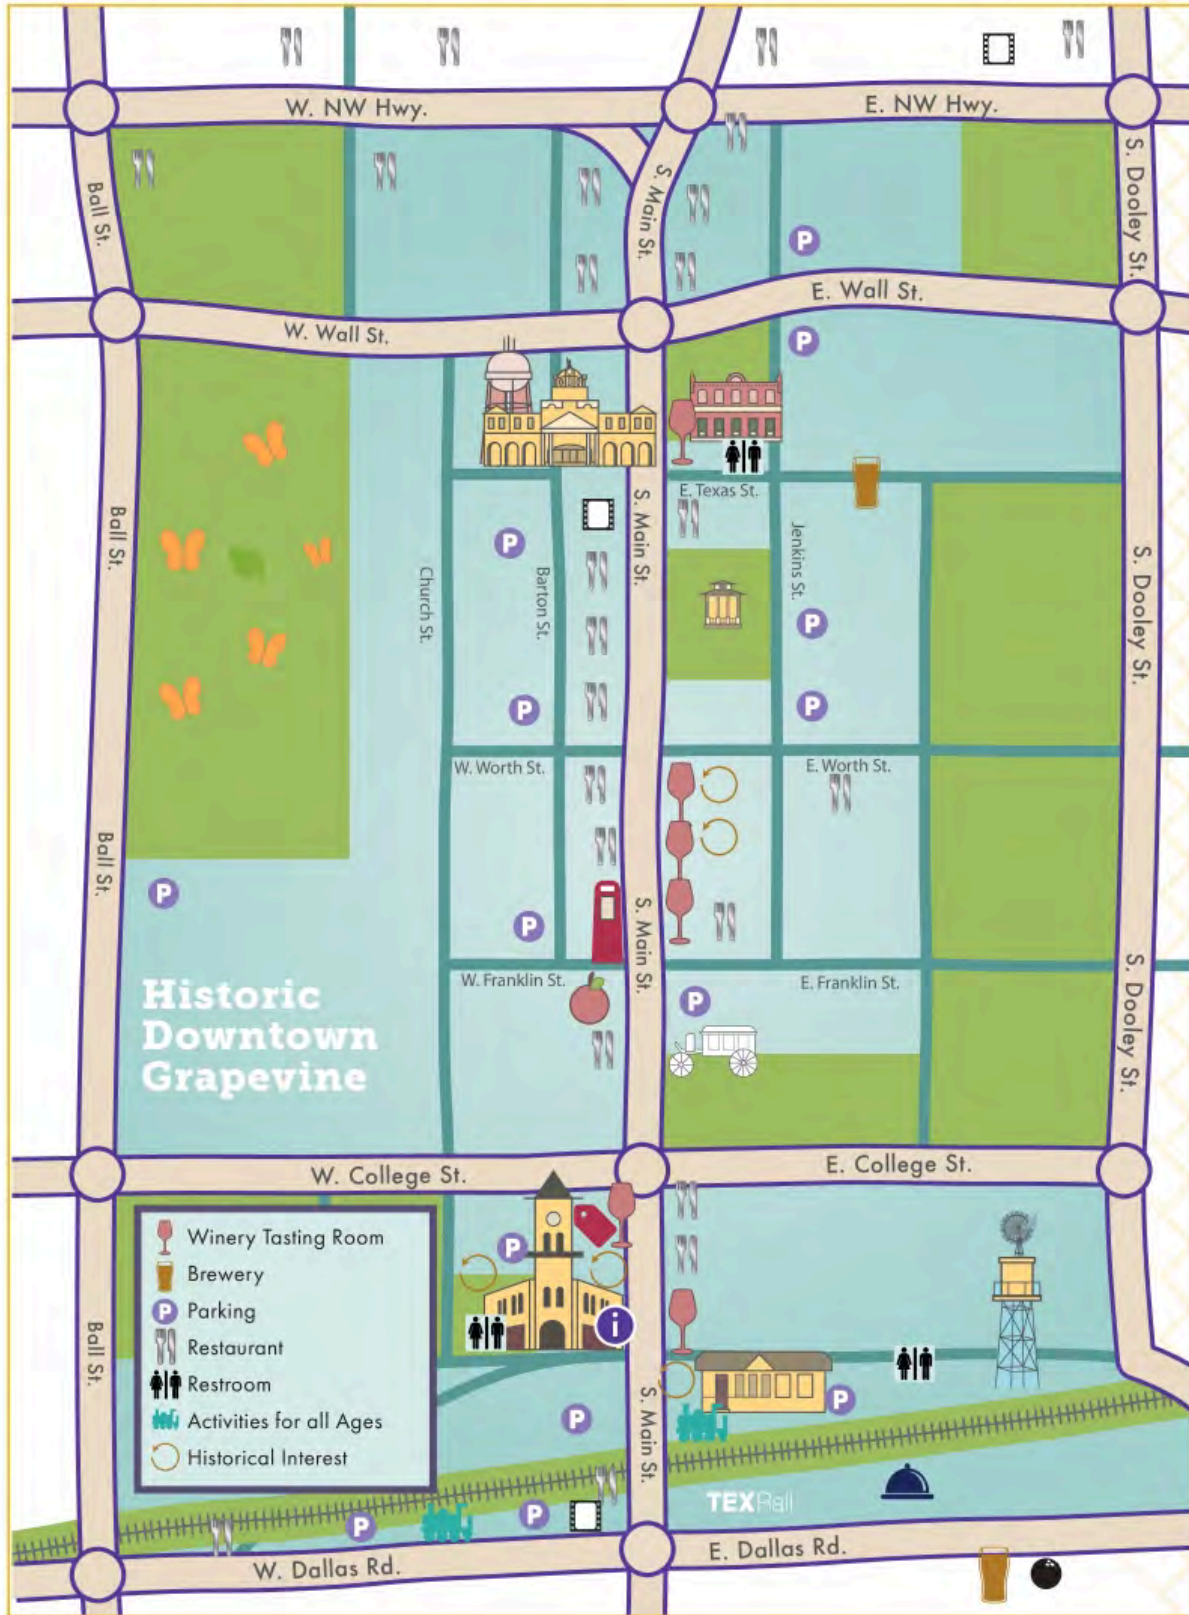 W. NW Hwy.
E. NW Hwy.
Ball St.
S. Main St.
S. Dooley St.
E. Wall St.
W. Wall St.
P
P
E. Texas St.
Ball St.
S. Main St.
Jenkins St.
S. Dooley St.
Church St.
Barton St.
P
P
P
P
W. Worth St.
E. Worth St.
Ball St.
P
P
S. Main St.
W. Franklin St.
E. Franklin St.
S. Dooley St.
P
Historic
Downtown
Grapevine
W. College St.
E. College St.
Winery Tasting Room
Brewery
P Parking
Restaurant
Restroom
Activities for all Ages
Historical Interest
P
i
Ball St.
S. Main St.
P
P
TEXRail
P
P
W. Dallas Rd.
E. Dallas Rd.